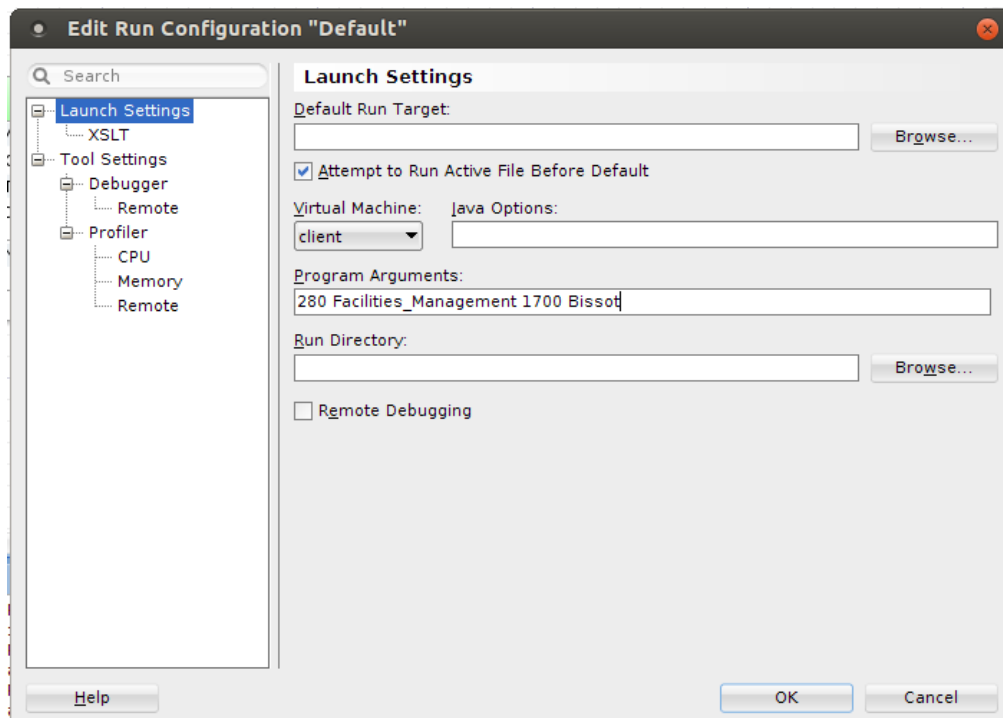 Edit Run Configuration "Default"
Search
Launch Settings
XSLT
Tool Settings
Debugger
Remote
Profiler
CPU
Memory
Remote
Launch Settings
Default Run Target:
Browse...
Attempt to Run Active File Before Default
Virtual Machine: Java Options:
client
Program Arguments:
280 Facilities_Management 1700 Bissot
Run Directory:
Browse...
Remote Debugging
Help OK Cancel